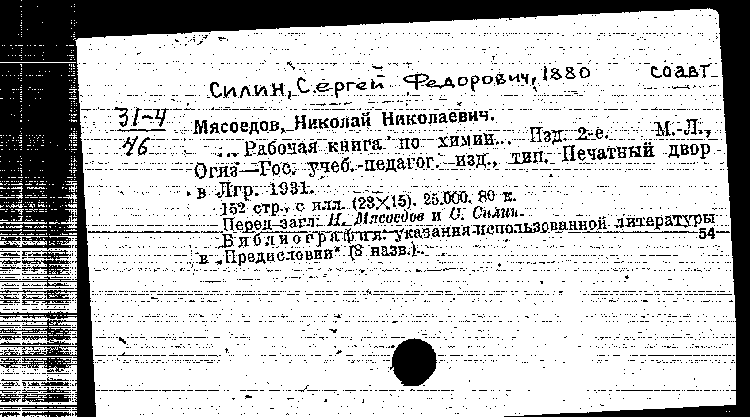 Силин, Сергей Федорович, 1880 соавт
31-4
76
Мясоедов, Николай Николаевич.
... Рабочая книга по химии... Изд. 2-е. М.-Л.,
Огиз—Гос. учеб.-педагог. изд., тип. Печатный двор
в Лгр. 1931.
152 стр., с илл. (23×15). 25.000. 80 к.
Перед загл: Н. Мясоедов и С. Силин.
Библиография: указания использованной литературы
54
в „Предисловии“ (8 назв.).